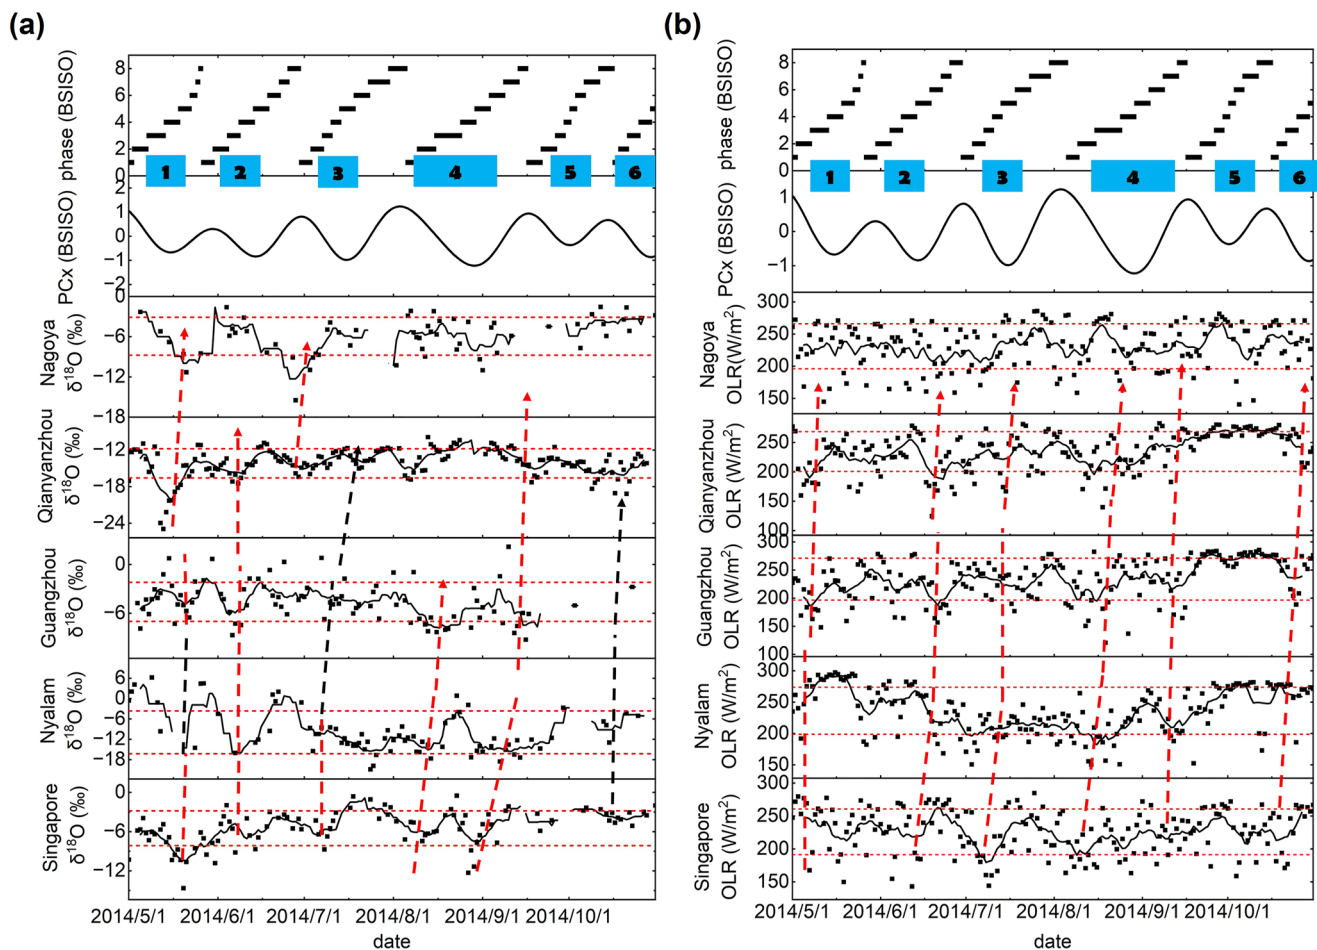 (a)
phase (BSISO)
8
6
4
2
0
1
2
3
4
5
6
PCx (BSISO)
2
1
0
−1
−2
Nagoya
δ¹⁸O (‰)
0
−6
−12
−18
Qianyanzhou
δ¹⁸O (‰)
−12
−18
−24
Guangzhou
δ¹⁸O (‰)
0
−6
Nyalam
δ¹⁸O (‰)
6
0
−6
−12
−18
Singapore
δ¹⁸O (‰)
0
−6
−12
2014/5/1
2014/6/1
2014/7/1
2014/8/1
2014/9/1
2014/10/1
date
(b)
phase (BSISO)
8
6
4
2
0
1
2
3
4
5
6
PCx (BSISO)
1
0
−1
Nagoya
OLR(W/m²)
300
250
200
150
Qianyanzhou
OLR (W/m²)
250
200
150
100
Guangzhou
OLR (W/m²)
300
250
200
150
100
Nyalam
OLR (W/m²)
300
250
200
150
Singapore
OLR (W/m²)
300
250
200
150
2014/5/1
2014/6/1
2014/7/1
2014/8/1
2014/9/1
2014/10/1
date